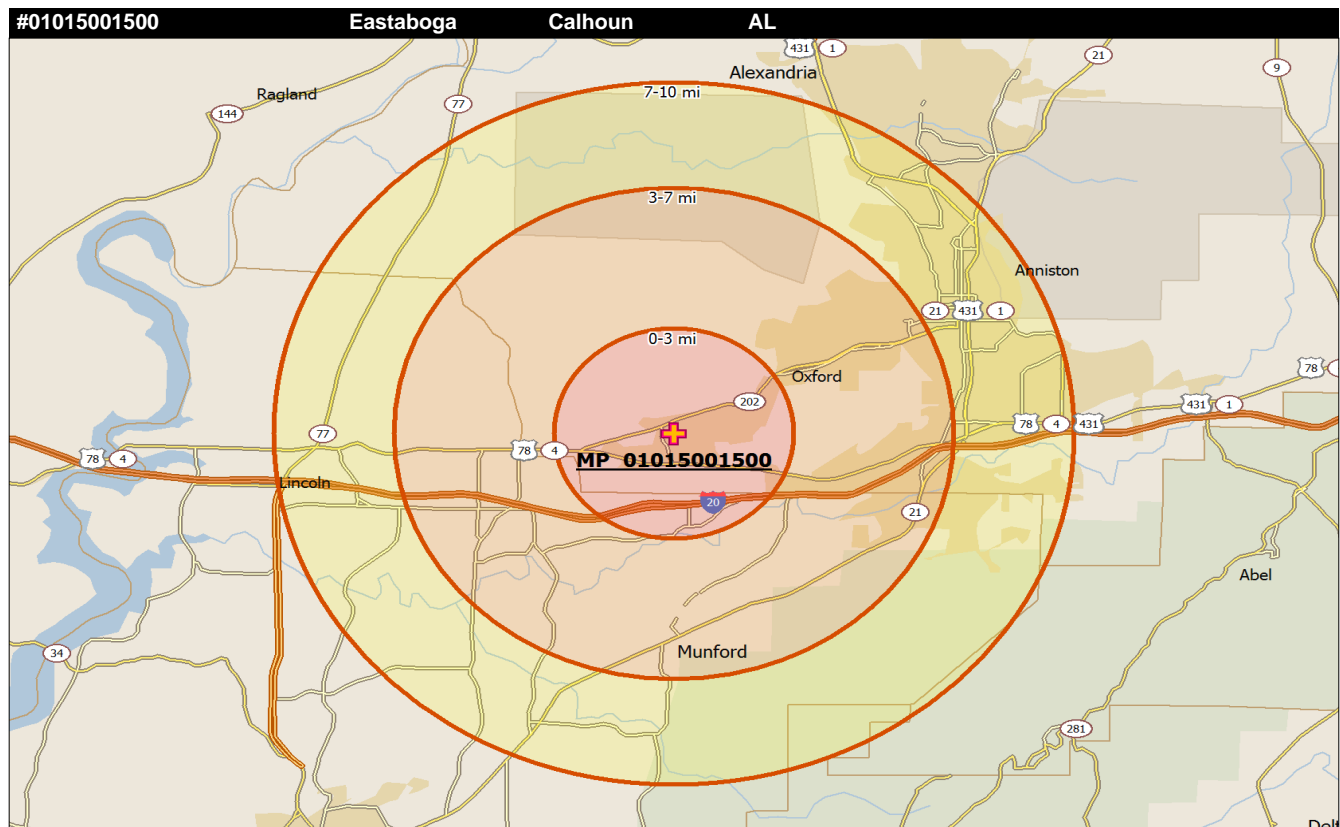 #01015001500 Eastaboga Calhoun AL
431 1
21
9
Alexandria
Ragland
7-10 mi
77
144
3-7 mi
Anniston
21 431 1
0-3 mi
78
Oxford
202
431 1
77
78 4 431
78 4
78 4
MP 01015001500
Lincoln
20
21
Abel
Munford
34
281